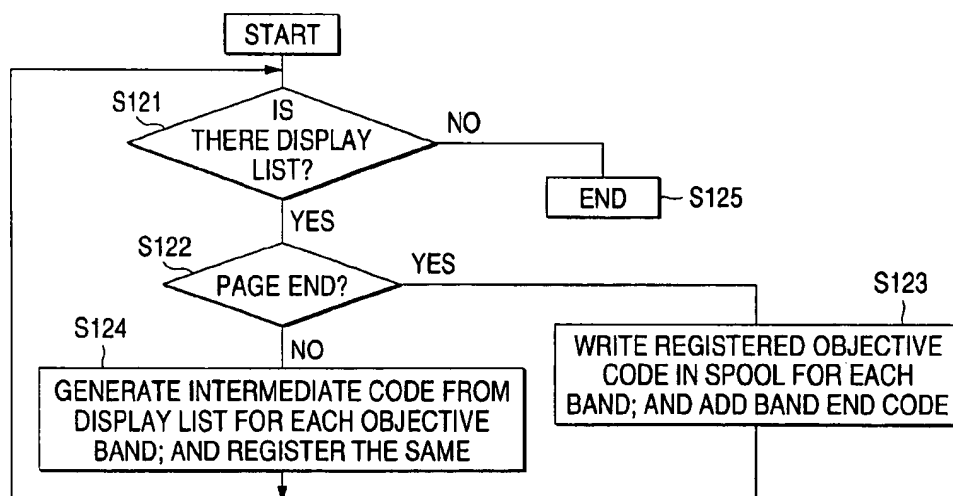 START
S121
IS
THERE DISPLAY
LIST?
NO
END
S125
YES
S122
PAGE END?
YES
S123
WRITE REGISTERED OBJECTIVE
CODE IN SPOOL FOR EACH
BAND; AND ADD BAND END CODE
NO
S124
GENERATE INTERMEDIATE CODE FROM
DISPLAY LIST FOR EACH OBJECTIVE
BAND; AND REGISTER THE SAME